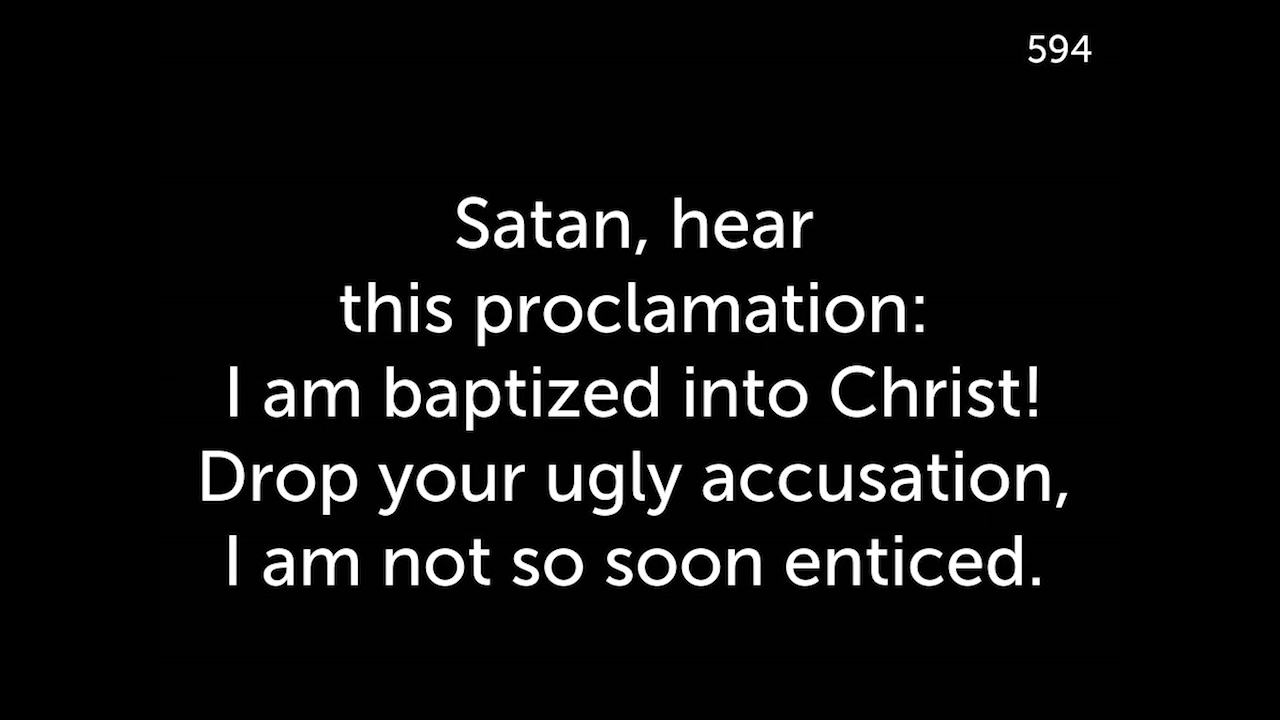 594
Satan, hear
this proclamation:
I am baptized into Christ!
Drop your ugly accusation,
I am not so soon enticed.